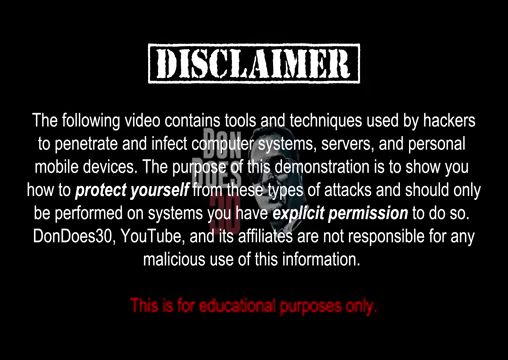 DISCLAIMER
The following video contains tools and techniques used by hackers
to penetrate and infect computer systems, servers, and personal
mobile devices. The purpose of this demonstration is to show you
how to protect yourself from these types of attacks and should only
be performed on systems you have explicit permission to do so.
DonDoes30, YouTube, and its affiliates are not responsible for any
malicious use of this information.
DON
DOES
30
This is for educational purposes only.